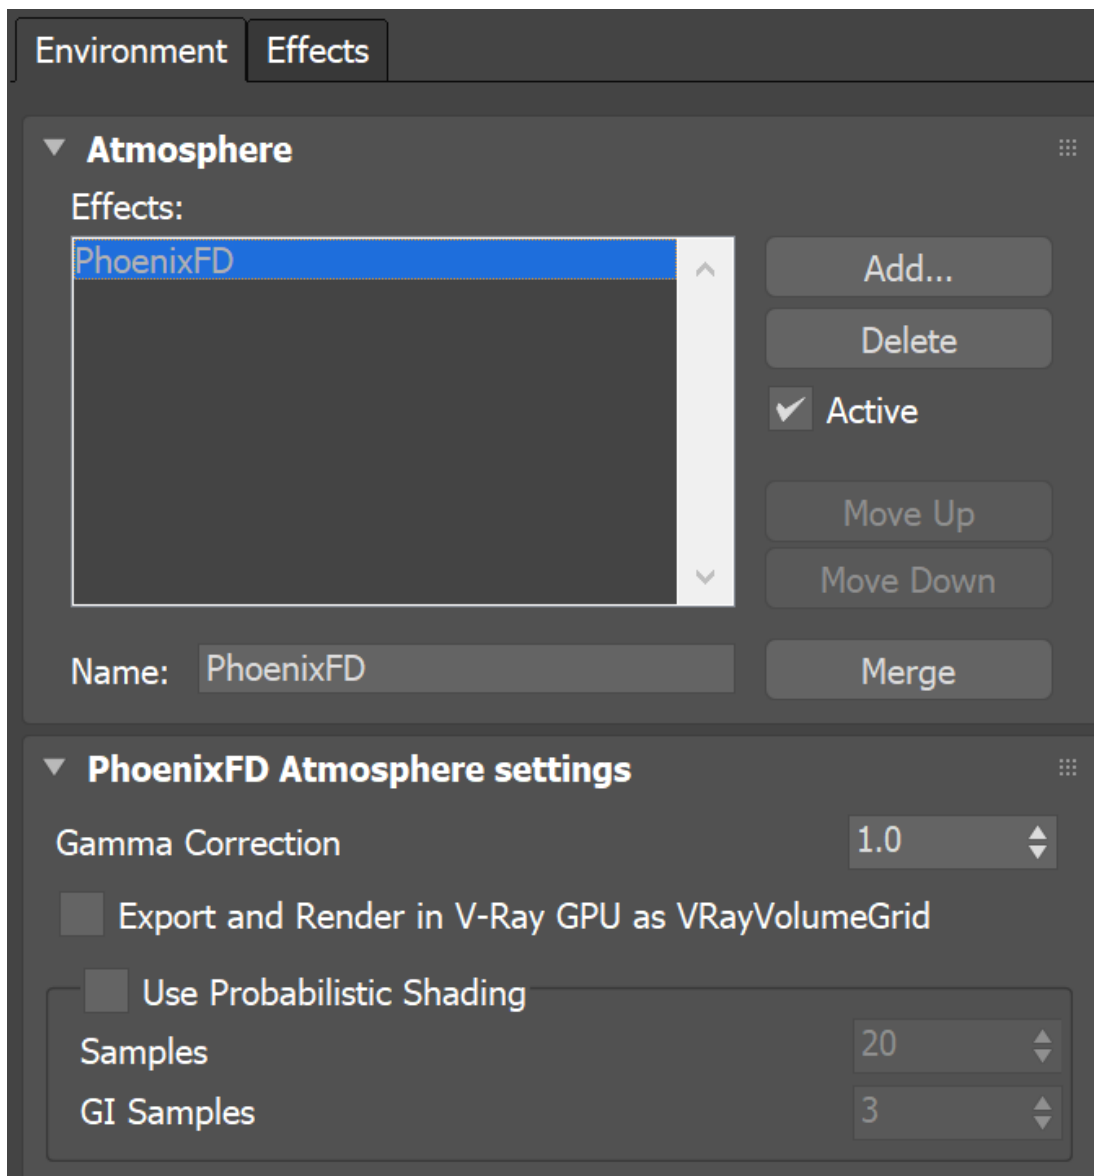 Environment Effects
Atmosphere
Effects:
PhoenixFD
Add...
Delete
Active
Move Up
Move Down
Name: PhoenixFD Merge
PhoenixFD Atmosphere settings
Gamma Correction 1.0
Export and Render in V-Ray GPU as VRayVolumeGrid
Use Probabilistic Shading
Samples 20
GI Samples 3